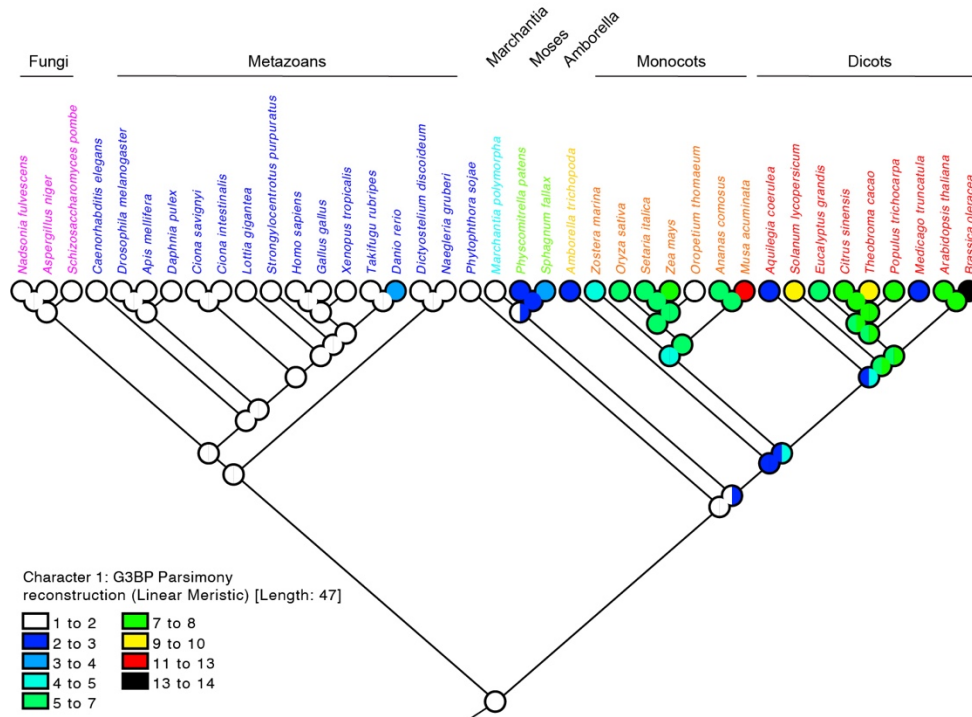 Marchantia
Moses
Amborella
Fungi
Metazoans
Monocots
Dicots
Nadsonia fulvescens
Aspergillus niger
Schizosaccharomyces pombe
Caenorhabditis elegans
Drosophila melanogaster
Apis mellifera
Daphnia pulex
Ciona savignyi
Ciona intestinalis
Lottia gigantea
Strongylocentrotus purpuratus
Homo sapiens
Gallus gallus
Xenopus tropicalis
Takifugu rubripes
Danio rerio
Dictyostelium discoideum
Naegleria gruberi
Phytophthora sojae
Marchantia polymorpha
Physcomitrella patens
Sphagnum fallax
Amborella trichopoda
Zostera marina
Oryza sativa
Setaria italica
Zea mays
Oropetium thomaeum
Ananas comosus
Musa acuminata
Aquilegia coerulea
Solanum lycopersicum
Eucalyptus grandis
Citrus sinensis
Theobroma cacao
Populus trichocarpa
Medicago truncatula
Arabidopsis thaliana
Brassica oleracea
Character 1: G3BP Parsimony
reconstruction (Linear Meristic) [Length: 47]
1 to 2
2 to 3
3 to 4
4 to 5
5 to 7
7 to 8
9 to 10
11 to 13
13 to 14